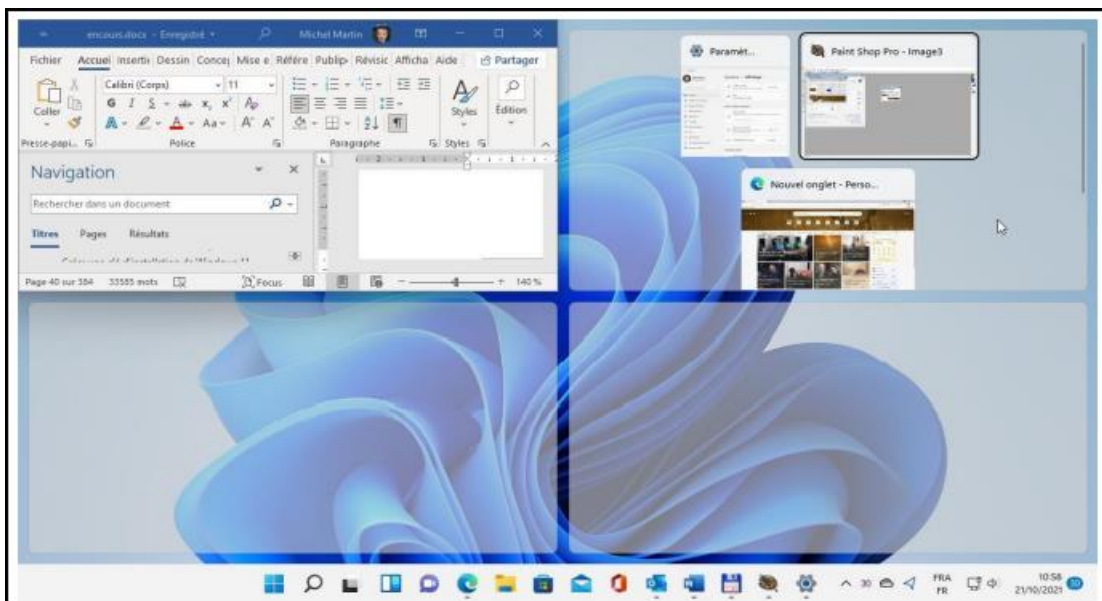 encours.docx - Enregistré
Michel Martin
Fichier Accueil Insertio Dessin Concep Mise e Référe Publip Révisic Afficha Aide Partager
Calibri (Corps) 11
Coller
G I S ab x, x
A Aa A A
Styles
Édition
Presse-papi... Police Paragraphe Styles
Navigation
Rechercher dans un document
Titres Pages Résultats
Page 40 sur 384 33585 mots Focus 140 %
Paramèt...
Paint Shop Pro - Image3
Nouvel onglet - Perso...
30 FRA 10:58
FR 21/10/2021